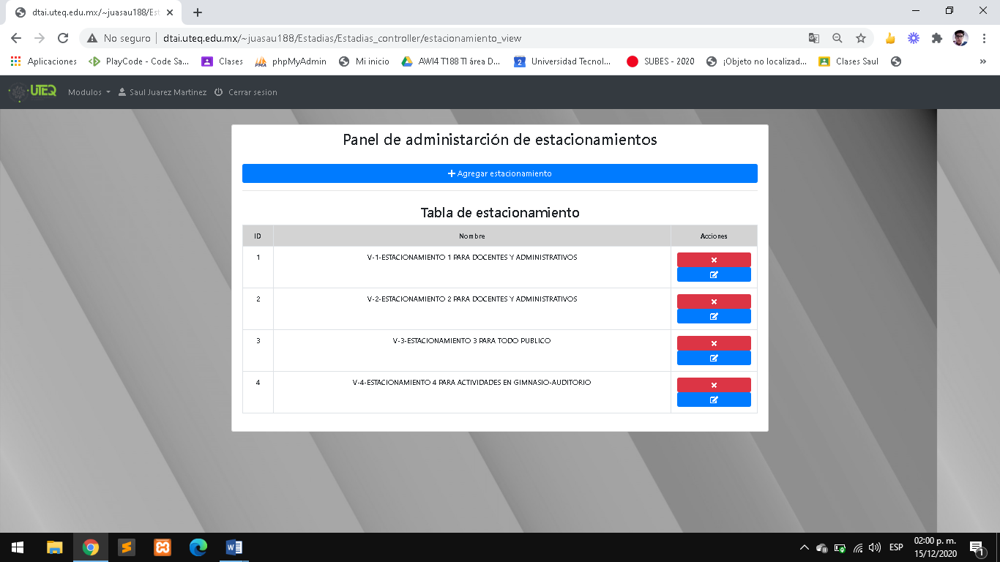 dtai.uteq.edu.mx/~juasau188/Est
No seguro dtai.uteq.edu.mx/~juasau188/Estadias/Estadias_controller/estacionamiento_view
Aplicaciones PlayCode - Code Sa... Clases phpMyAdmin Mi inicio AWI4 T188 TI área D... 2 Universidad Tecnol... SUBES - 2020 ¡Objeto no localizad... Clases Saul »
UTEQ Modulos Saul Juarez Martinez Cerrar sesion
Panel de administarción de estacionamientos
Agregar estacionamiento
Tabla de estacionamiento
ID Nombre Acciones
1 V-1-ESTACIONAMIENTO 1 PARA DOCENTES Y ADMINISTRATIVOS
2 V-2-ESTACIONAMIENTO 2 PARA DOCENTES Y ADMINISTRATIVOS
3 V-3-ESTACIONAMIENTO 3 PARA TODO PUBLICO
4 V-4-ESTACIONAMIENTO 4 PARA ACTIVIDADES EN GIMNASIO-AUDITORIO
ESP
02:00 p. m.
15/12/2020
1